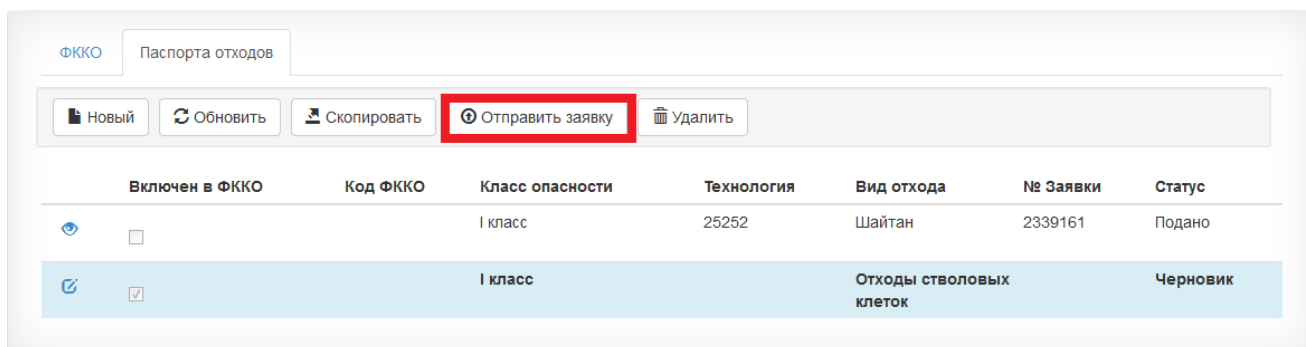 ФККО Паспорта отходов
Новый Обновить Скопировать Отправить заявку Удалить
Включен в ФККО Код ФККО Класс опасности Технология Вид отхода № Заявки Статус
I класс 25252 Шайтан 2339161 Подано
I класс Отходы стволовых Черновик
клеток